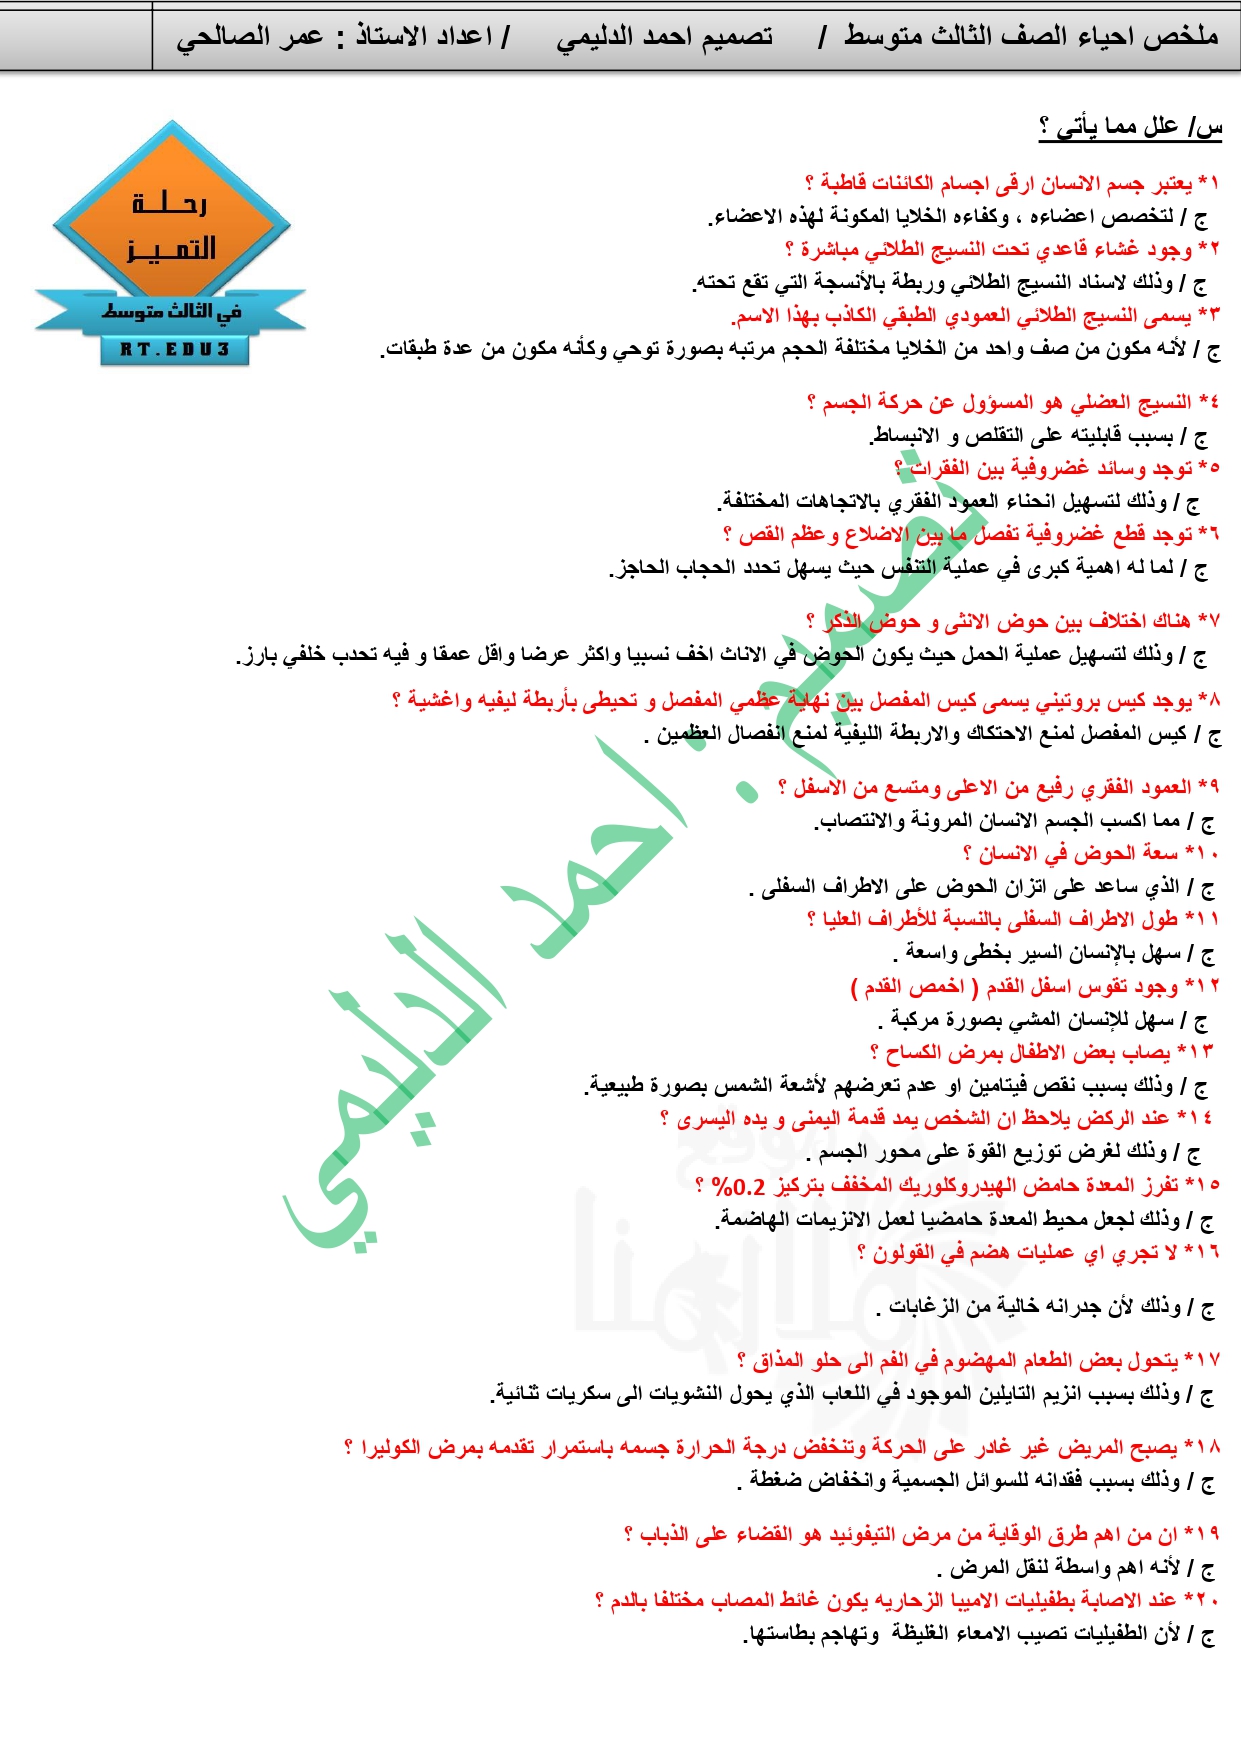 ملخص احياء الصف الثالث متوسط / تصميم احمد الدليمي / اعداد الاستاذ : عمر الصالحي
رحلة
التميز
في الثالث متوسط
RT.EDU3
س/ علل مما يأتي ؟
١* يعتبر جسم الانسان ارقى اجسام الكائنات قاطبة ؟
ج / لتخصص اعضاءه ، وكفاءه الخلايا المكونة لهذه الاعضاء.
٢* وجود غشاء قاعدي تحت النسيج الطلائي مباشرة ؟
ج / وذلك لاسناد النسيج الطلائي وربطة بالأنسجة التي تقع تحته.
٣* يسمى النسيج الطلائي العمودي الطبقي الكاذب بهذا الاسم.
ج / لأنه مكون من صف واحد من الخلايا مختلفة الحجم مرتبه بصورة توحي وكأنه مكون من عدة طبقات.
٤* النسيج العضلي هو المسؤول عن حركة الجسم ؟
ج / بسبب قابليته على التقلص و الانبساط.
٥* توجد وسائد غضروفية بين الفقرات ؟
ج / وذلك لتسهيل انحناء العمود الفقري بالاتجاهات المختلفة.
٦* توجد قطع غضروفية تفصل ما بين الاضلاع وعظم القص ؟
ج / لما له اهمية كبرى في عملية التنفس حيث يسهل تحدد الحجاب الحاجز.
٧* هناك اختلاف بين حوض الانثى و حوض الذكر ؟
ج / وذلك لتسهيل عملية الحمل حيث يكون الحوض في الاناث اخف نسبيا واكثر عرضا واقل عمقا و فيه تحدب خلفي بارز.
٨* يوجد كيس بروتيني يسمى كيس المفصل بين نهاية عظمي المفصل و تحيطى بأربطة ليفيه واغشية ؟
ج / كيس المفصل لمنع الاحتكاك والاربطة الليفية لمنع انفصال العظمين .
٩* العمود الفقري رفيع من الاعلى ومتسع من الاسفل ؟
ج / مما اكسب الجسم الانسان المرونة والانتصاب.
١٠* سعة الحوض في الانسان ؟
ج / الذي ساعد على اتزان الحوض على الاطراف السفلى .
١١* طول الاطراف السفلى بالنسبة للأطراف العليا ؟
ج / سهل بالإنسان السير بخطى واسعة .
١٢* وجود تقوس اسفل القدم ( اخمص القدم )
ج / سهل للإنسان المشي بصورة مركبة .
١٣* يصاب بعض الاطفال بمرض الكساح ؟
ج / وذلك بسبب نقص فيتامين او عدم تعرضهم لأشعة الشمس بصورة طبيعية.
١٤* عند الركض يلاحظ ان الشخص يمد قدمة اليمنى و يده اليسرى ؟
ج / وذلك لغرض توزيع القوة على محور الجسم .
١٥* تفرز المعدة حامض الهيدروكلوريك المخفف بتركيز 0.2% ؟
ج / وذلك لجعل محيط المعدة حامضيا لعمل الانزيمات الهاضمة.
١٦* لا تجري اي عمليات هضم في القولون ؟
ج / وذلك لأن جدرانه خالية من الزغابات .
١٧* يتحول بعض الطعام المهضوم في الفم الى حلو المذاق ؟
ج / وذلك بسبب انزيم التايلين الموجود في اللعاب الذي يحول النشويات الى سكريات ثنائية.
١٨* يصبح المريض غير غادر على الحركة وتنخفض درجة الحرارة جسمه باستمرار تقدمه بمرض الكوليرا ؟
ج / وذلك بسبب فقدانه للسوائل الجسمية وانخفاض ضغطة .
١٩* ان من اهم طرق الوقاية من مرض التيفوئيد هو القضاء على الذباب ؟
ج / لأنه اهم واسطة لنقل المرض .
٢٠* عند الاصابة بطفيليات الاميبا الزحاريه يكون غائط المصاب مختلفا بالدم ؟
ج / لأن الطفيليات تصيب الامعاء الغليظة وتهاجم بطاستها.
تصميم : احمد الدليمي
موقع
ملازمنا